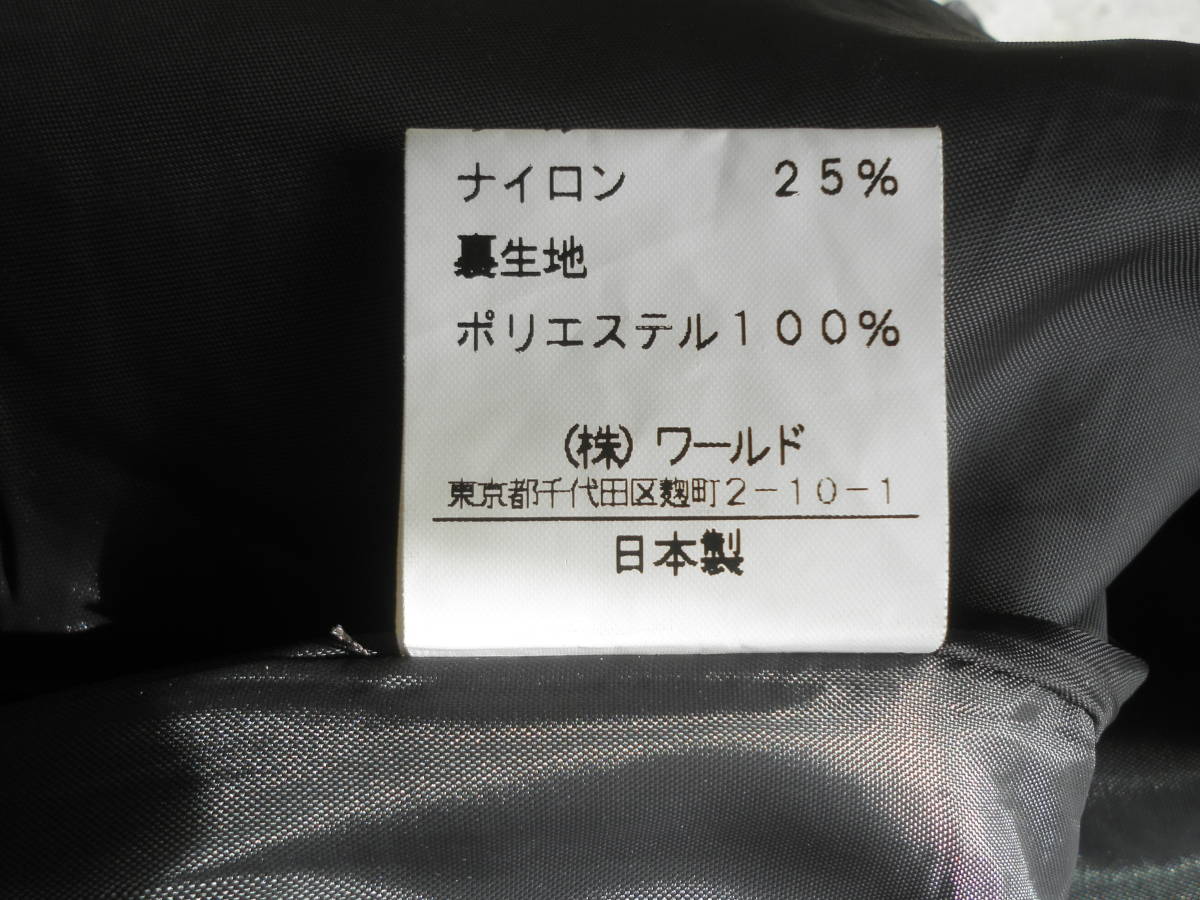 ナイロン 25%
裏生地
ポリエステル100%
(株)ワールド
東京都千代田区麹町2-10-1
日本製